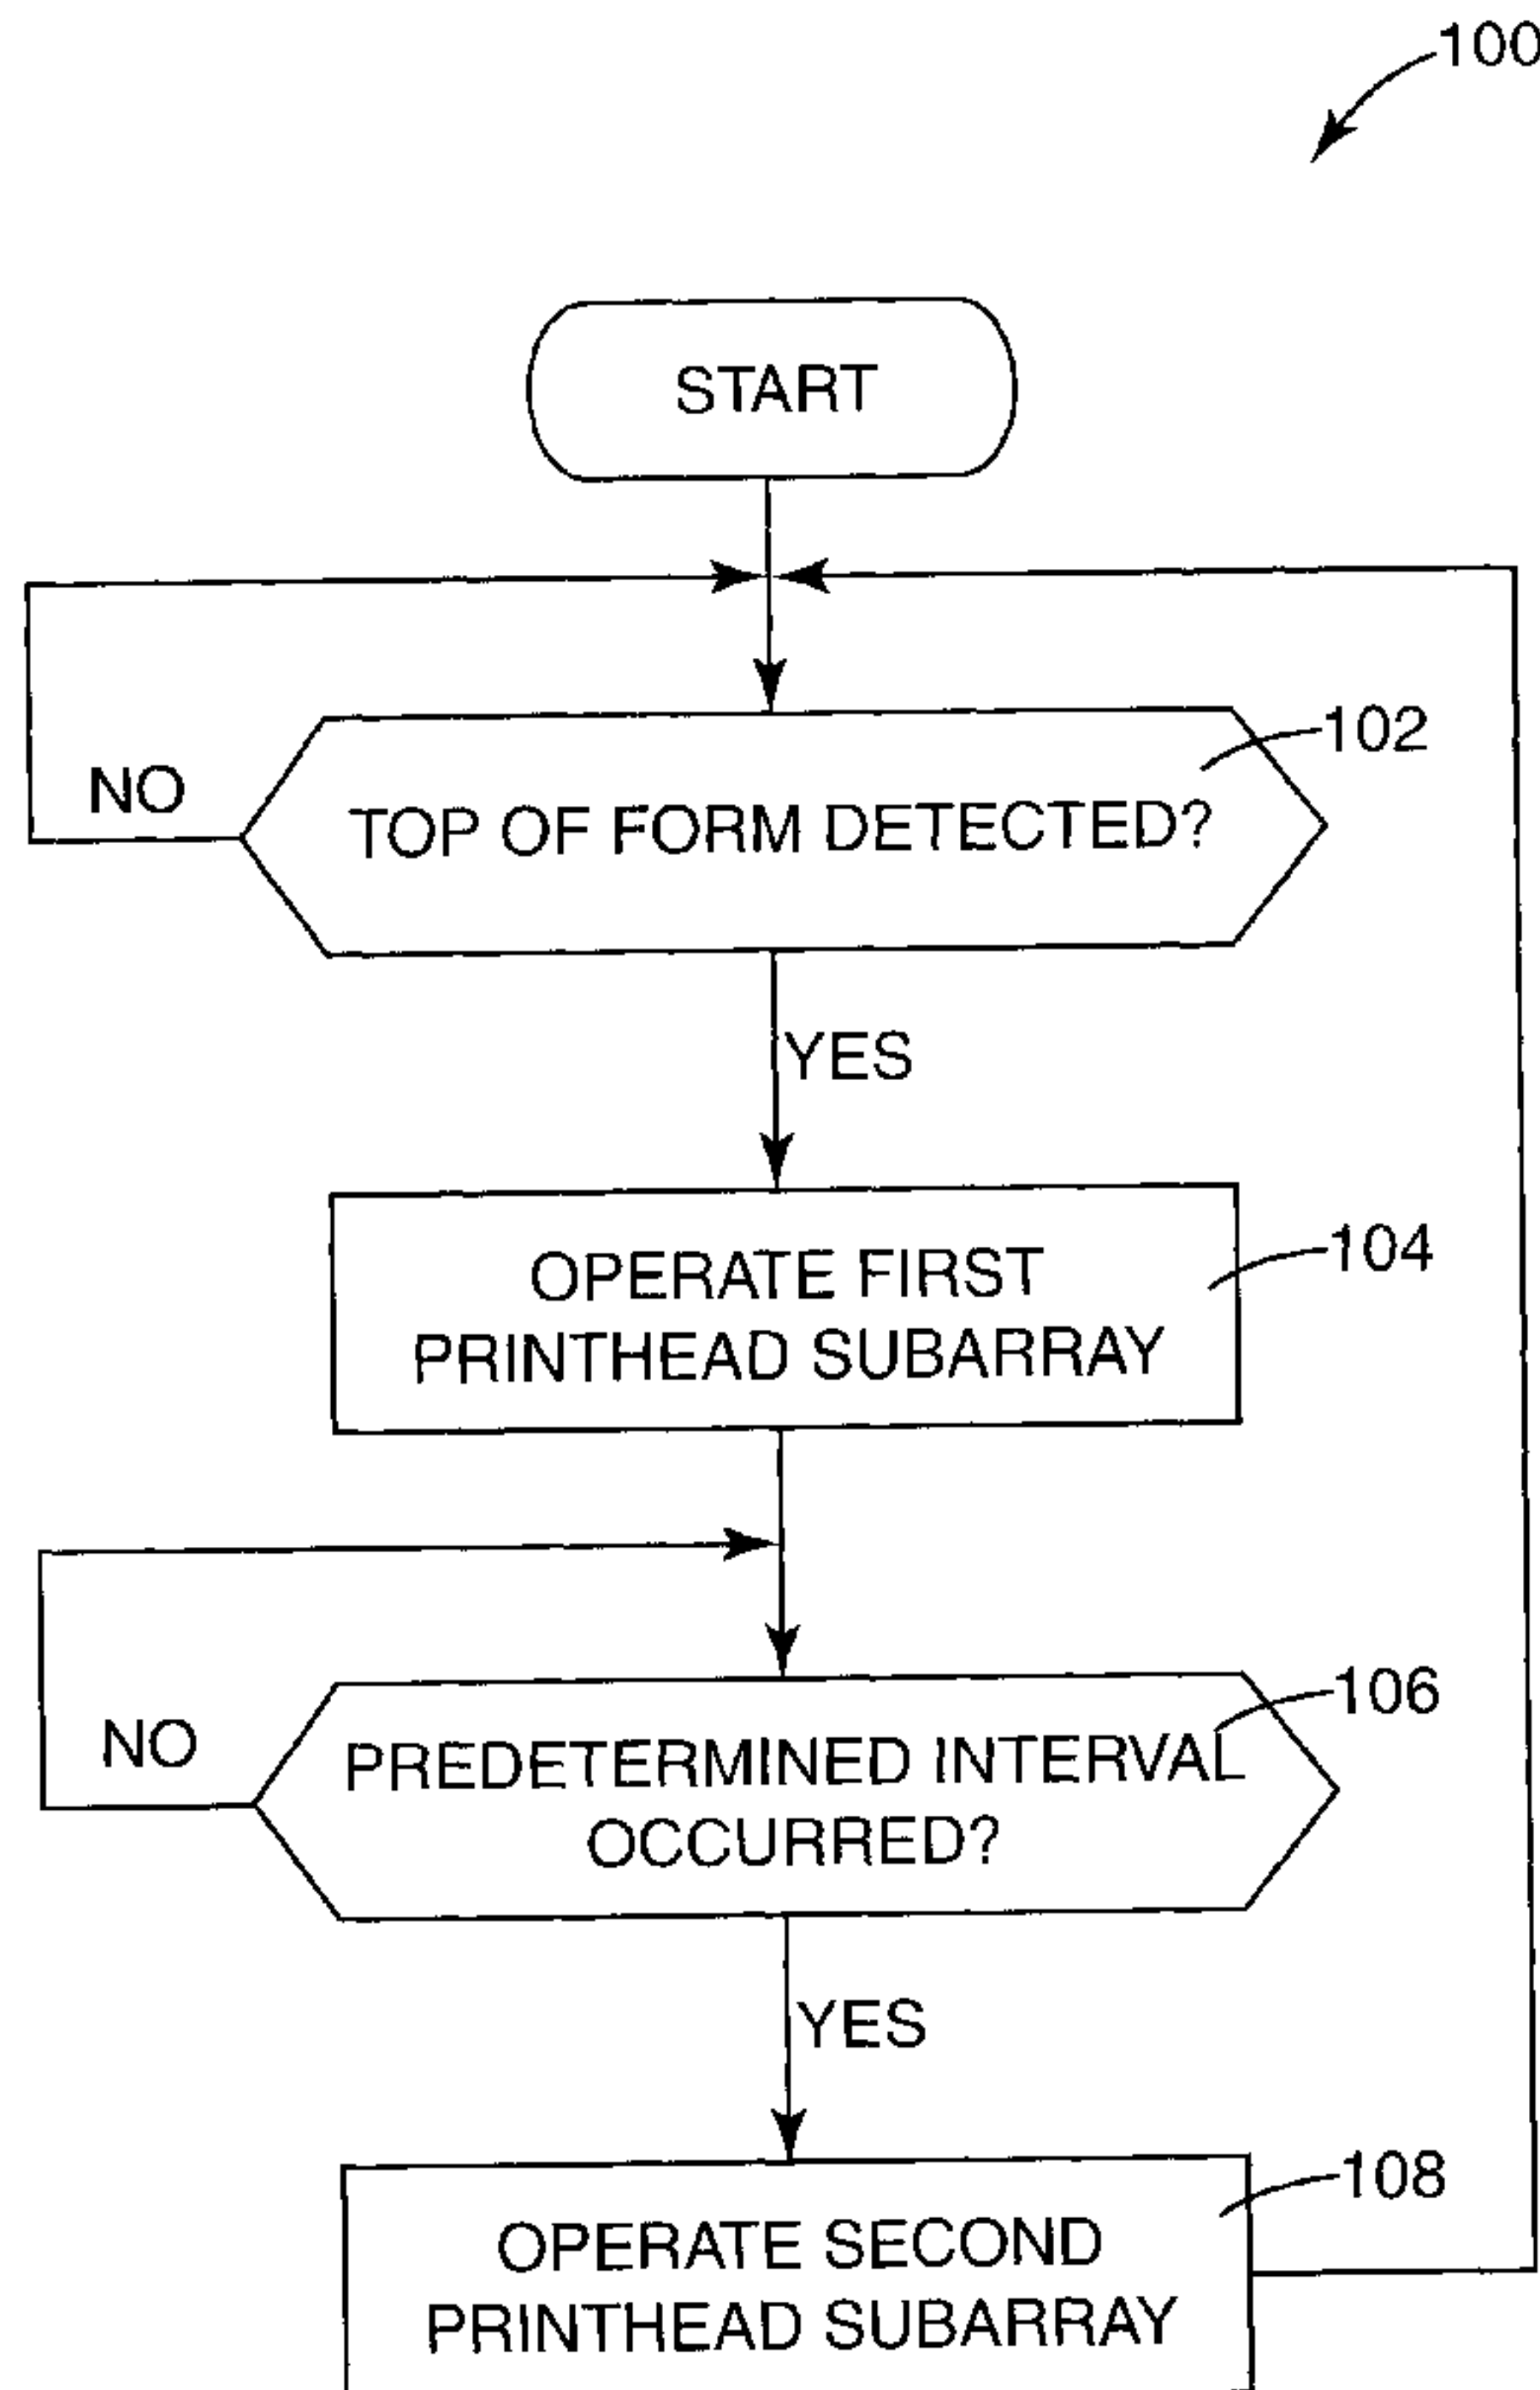 100
START
102
NO
TOP OF FORM DETECTED?
YES
104
OPERATE FIRST
PRINTHEAD SUBARRAY
106
NO
PREDETERMINED INTERVAL
OCCURRED?
YES
108
OPERATE SECOND
PRINTHEAD SUBARRAY